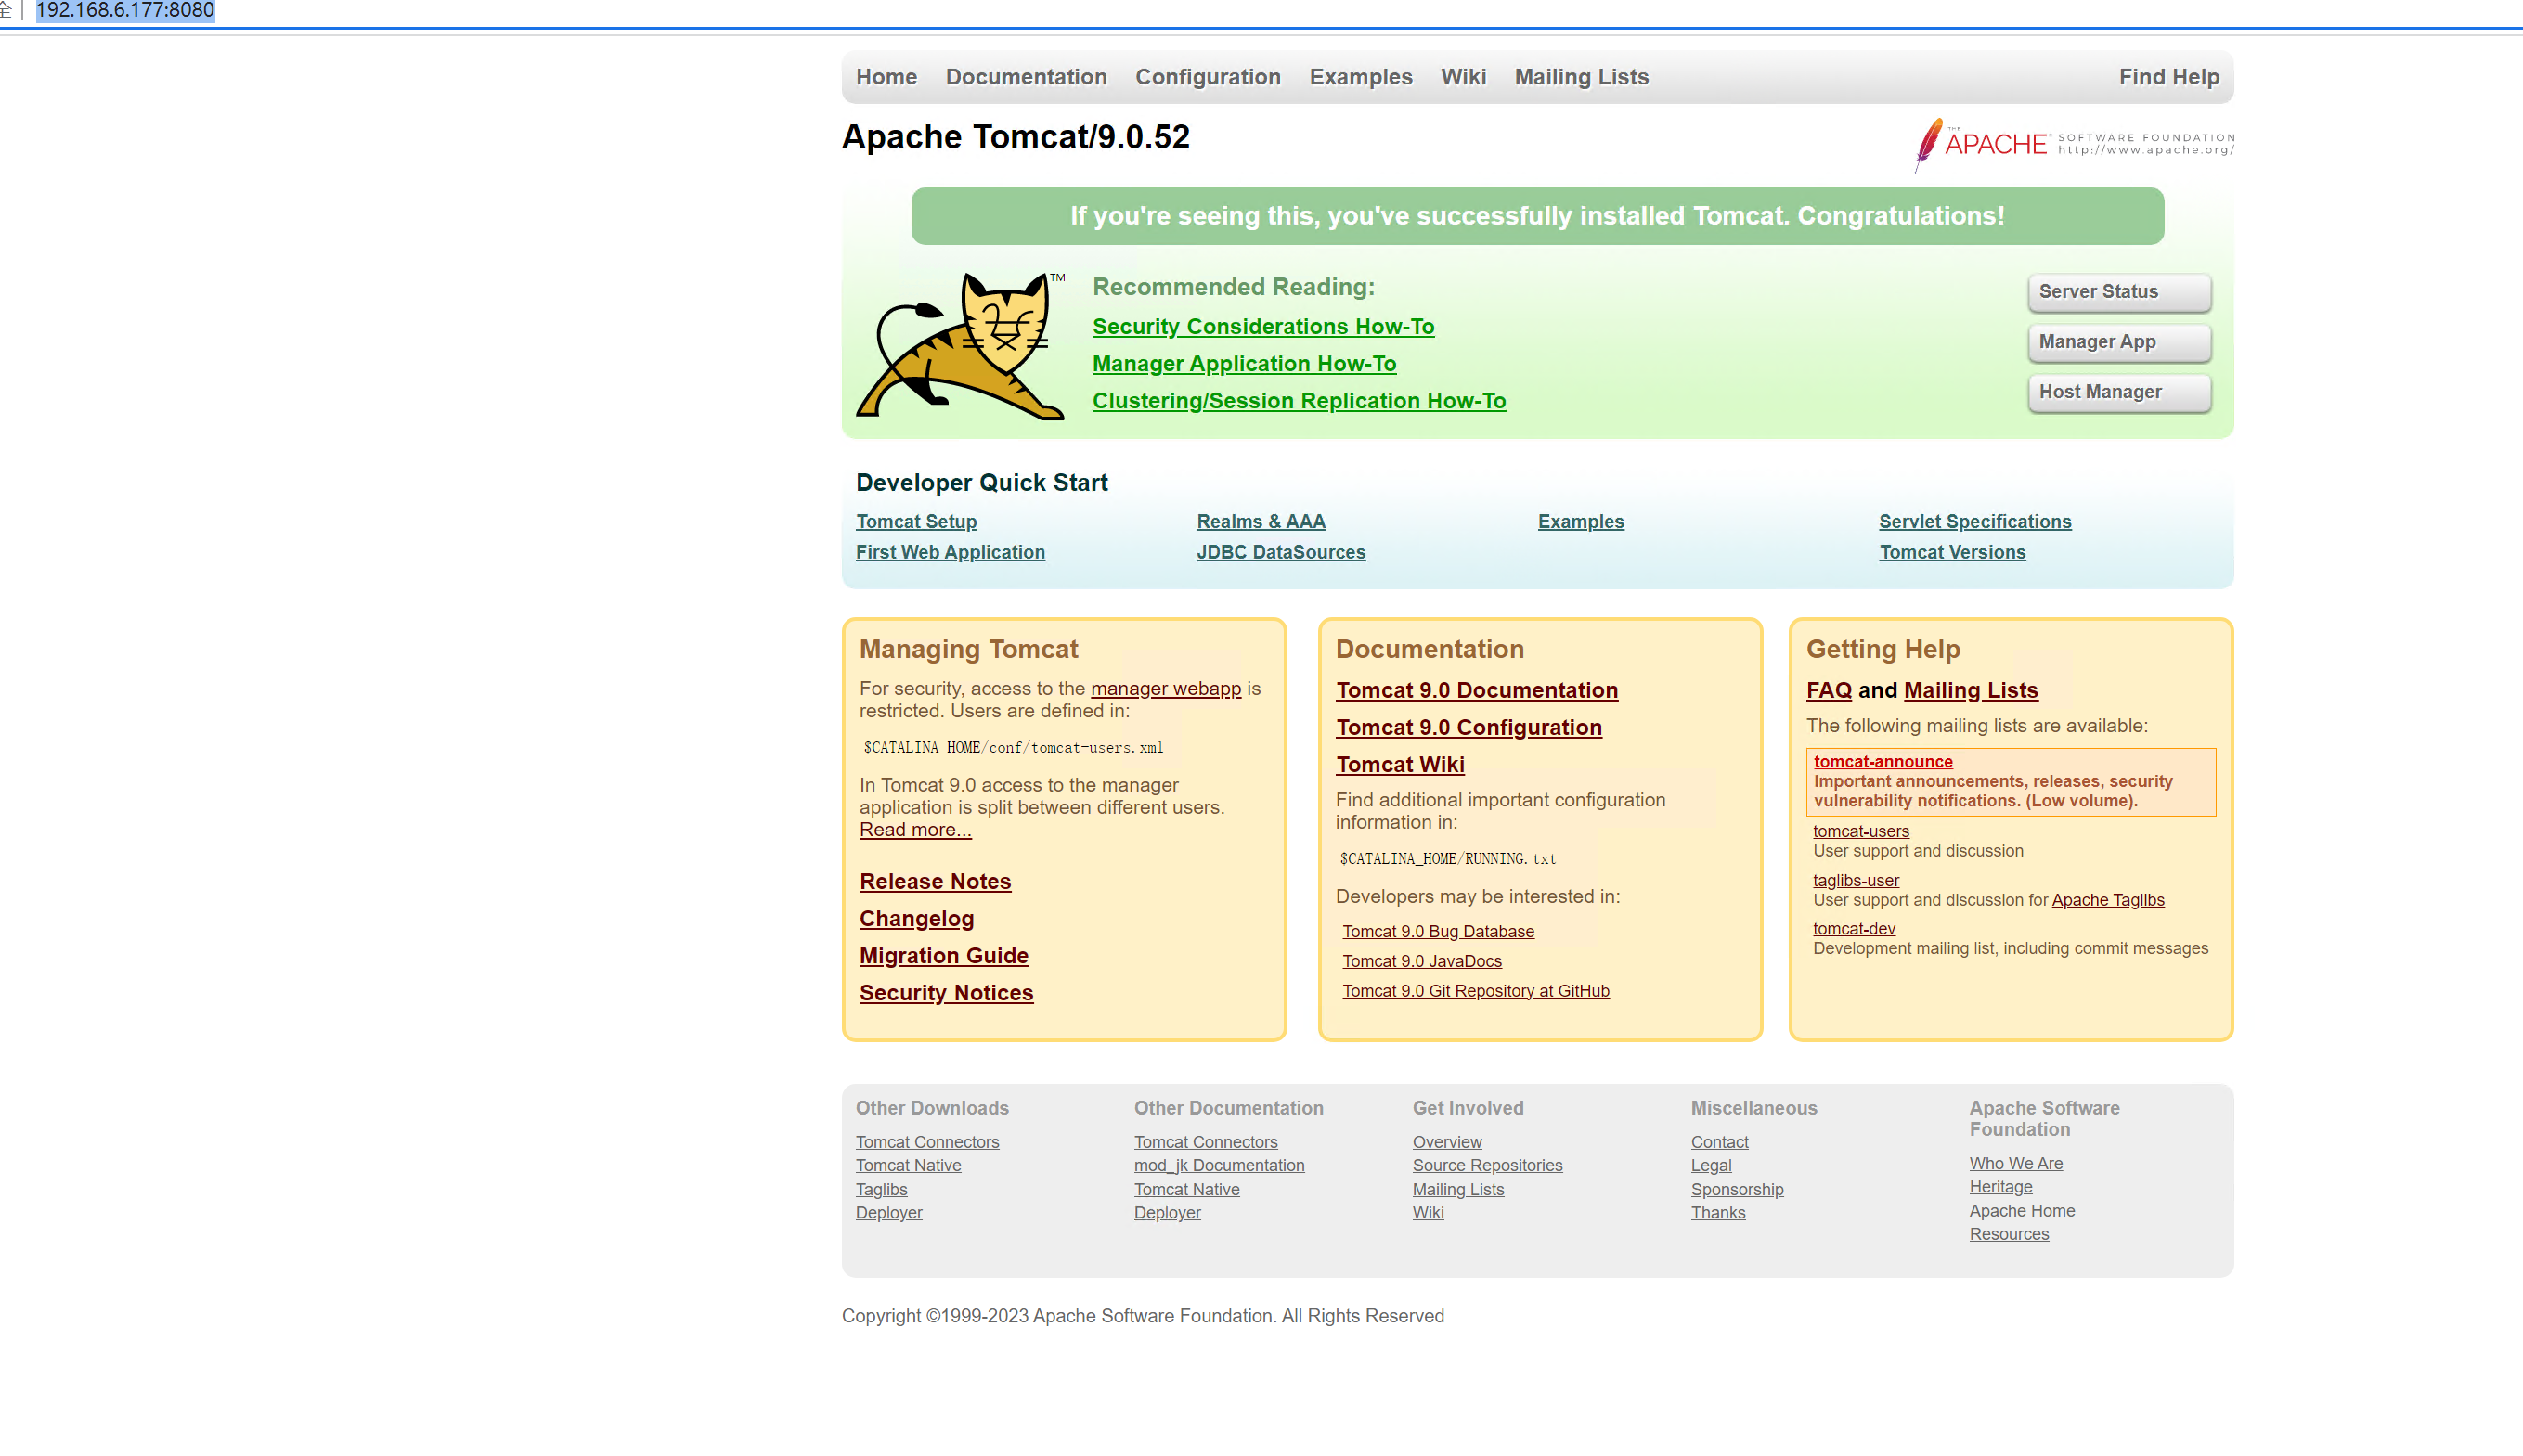 全 192.168.6.177:8080
Home Documentation Configuration Examples Wiki Mailing Lists Find Help
Apache Tomcat/9.0.52
THE APACHE® SOFTWARE FOUNDATION
http://www.apache.org/
If you're seeing this, you've successfully installed Tomcat. Congratulations!
TM
Recommended Reading:
Security Considerations How-To
Manager Application How-To
Clustering/Session Replication How-To
Server Status
Manager App
Host Manager
Developer Quick Start
Tomcat Setup
First Web Application
Realms & AAA
JDBC DataSources
Examples
Servlet Specifications
Tomcat Versions
Managing Tomcat
For security, access to the manager webapp is
restricted. Users are defined in:
$CATALINA_HOME/conf/tomcat-users.xml
In Tomcat 9.0 access to the manager
application is split between different users.
Read more...
Release Notes
Changelog
Migration Guide
Security Notices
Documentation
Tomcat 9.0 Documentation
Tomcat 9.0 Configuration
Tomcat Wiki
Find additional important configuration
information in:
$CATALINA_HOME/RUNNING.txt
Developers may be interested in:
Tomcat 9.0 Bug Database
Tomcat 9.0 JavaDocs
Tomcat 9.0 Git Repository at GitHub
Getting Help
FAQ and Mailing Lists
The following mailing lists are available:
tomcat-announce
Important announcements, releases, security
vulnerability notifications. (Low volume).
tomcat-users
User support and discussion
taglibs-user
User support and discussion for Apache Taglibs
tomcat-dev
Development mailing list, including commit messages
Other Downloads
Tomcat Connectors
Tomcat Native
Taglibs
Deployer
Other Documentation
Tomcat Connectors
mod_jk Documentation
Tomcat Native
Deployer
Get Involved
Overview
Source Repositories
Mailing Lists
Wiki
Miscellaneous
Contact
Legal
Sponsorship
Thanks
Apache Software
Foundation
Who We Are
Heritage
Apache Home
Resources
Copyright ©1999-2023 Apache Software Foundation. All Rights Reserved